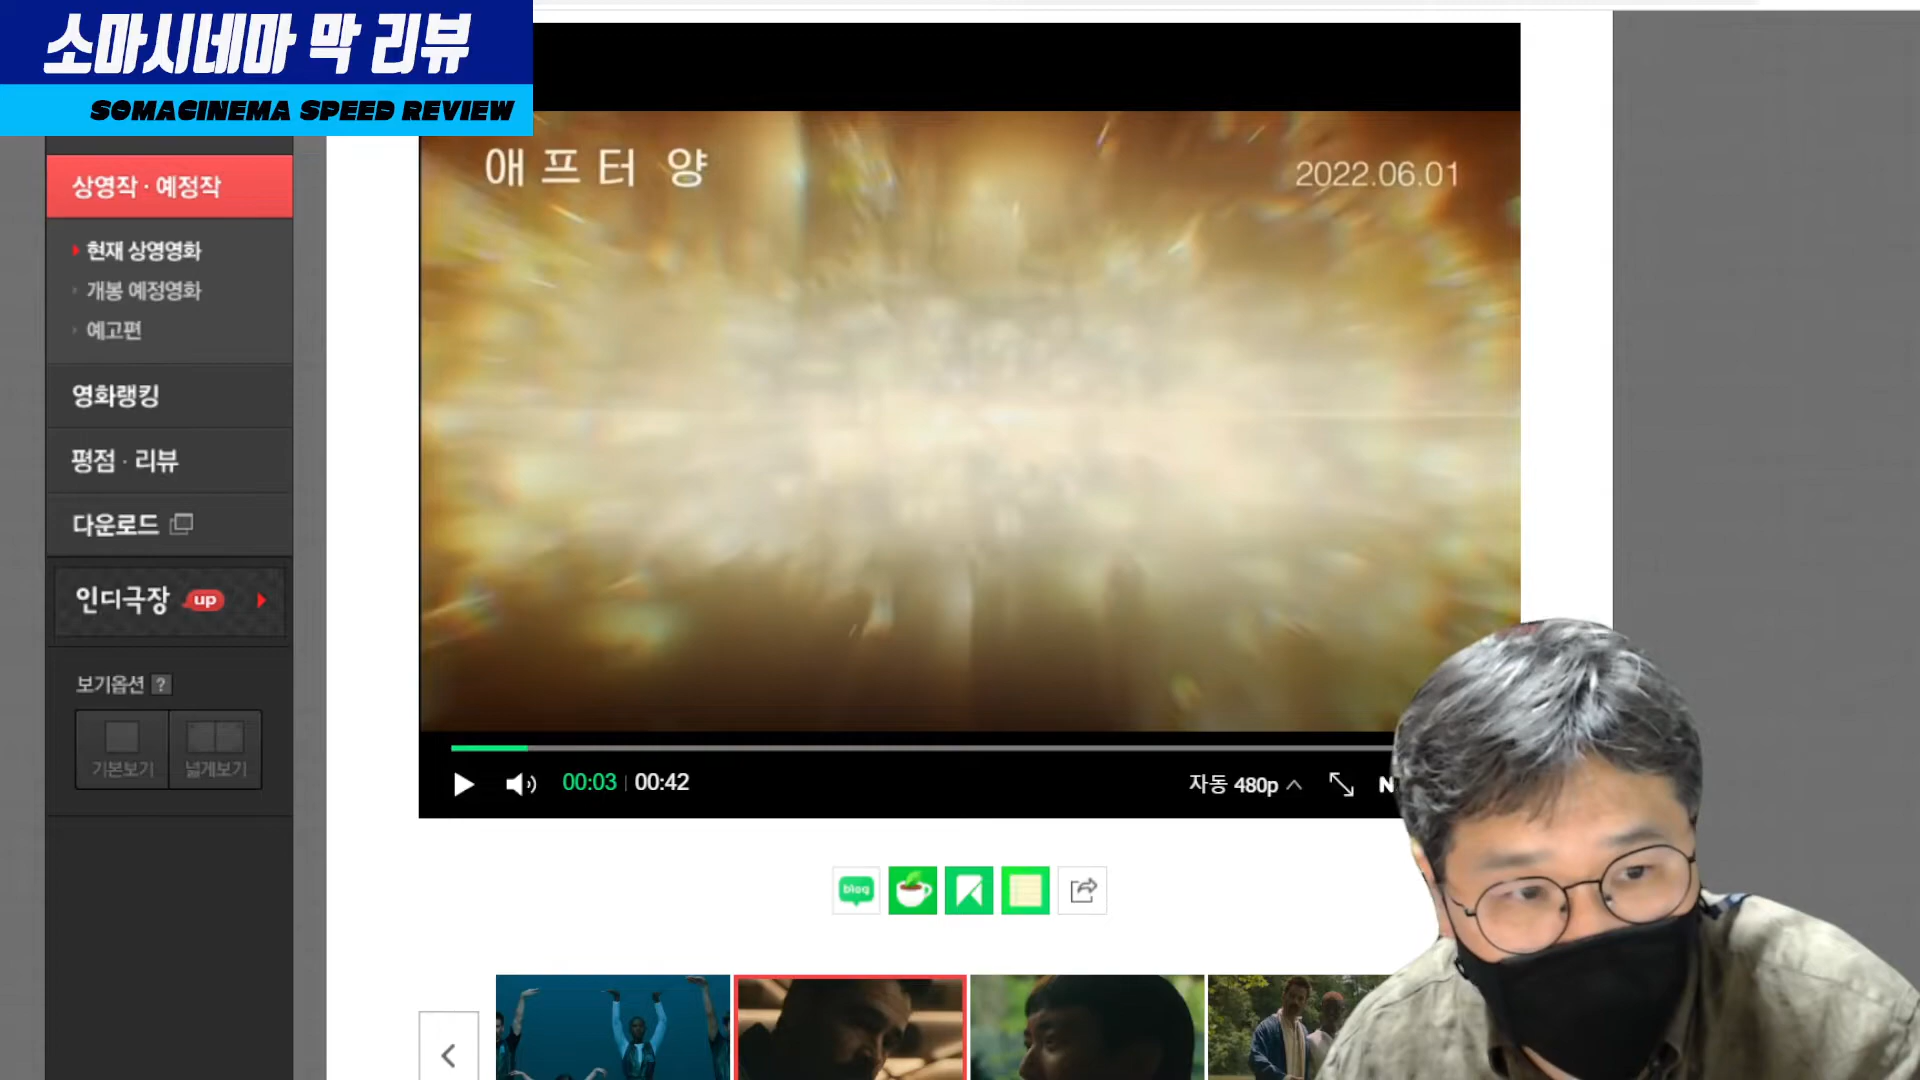 소마시네마 막 리뷰
SOMACINEMA SPEED REVIEW
상영작 · 예정작
현재 상영영화
개봉 예정영화
예고편
영화랭킹
평점 · 리뷰
다운로드
인디극장 up
보기옵션 ?
기본보기 넓게보기
애프터 양
2022.06.01
00:03 | 00:42
자동 480p
N
blog